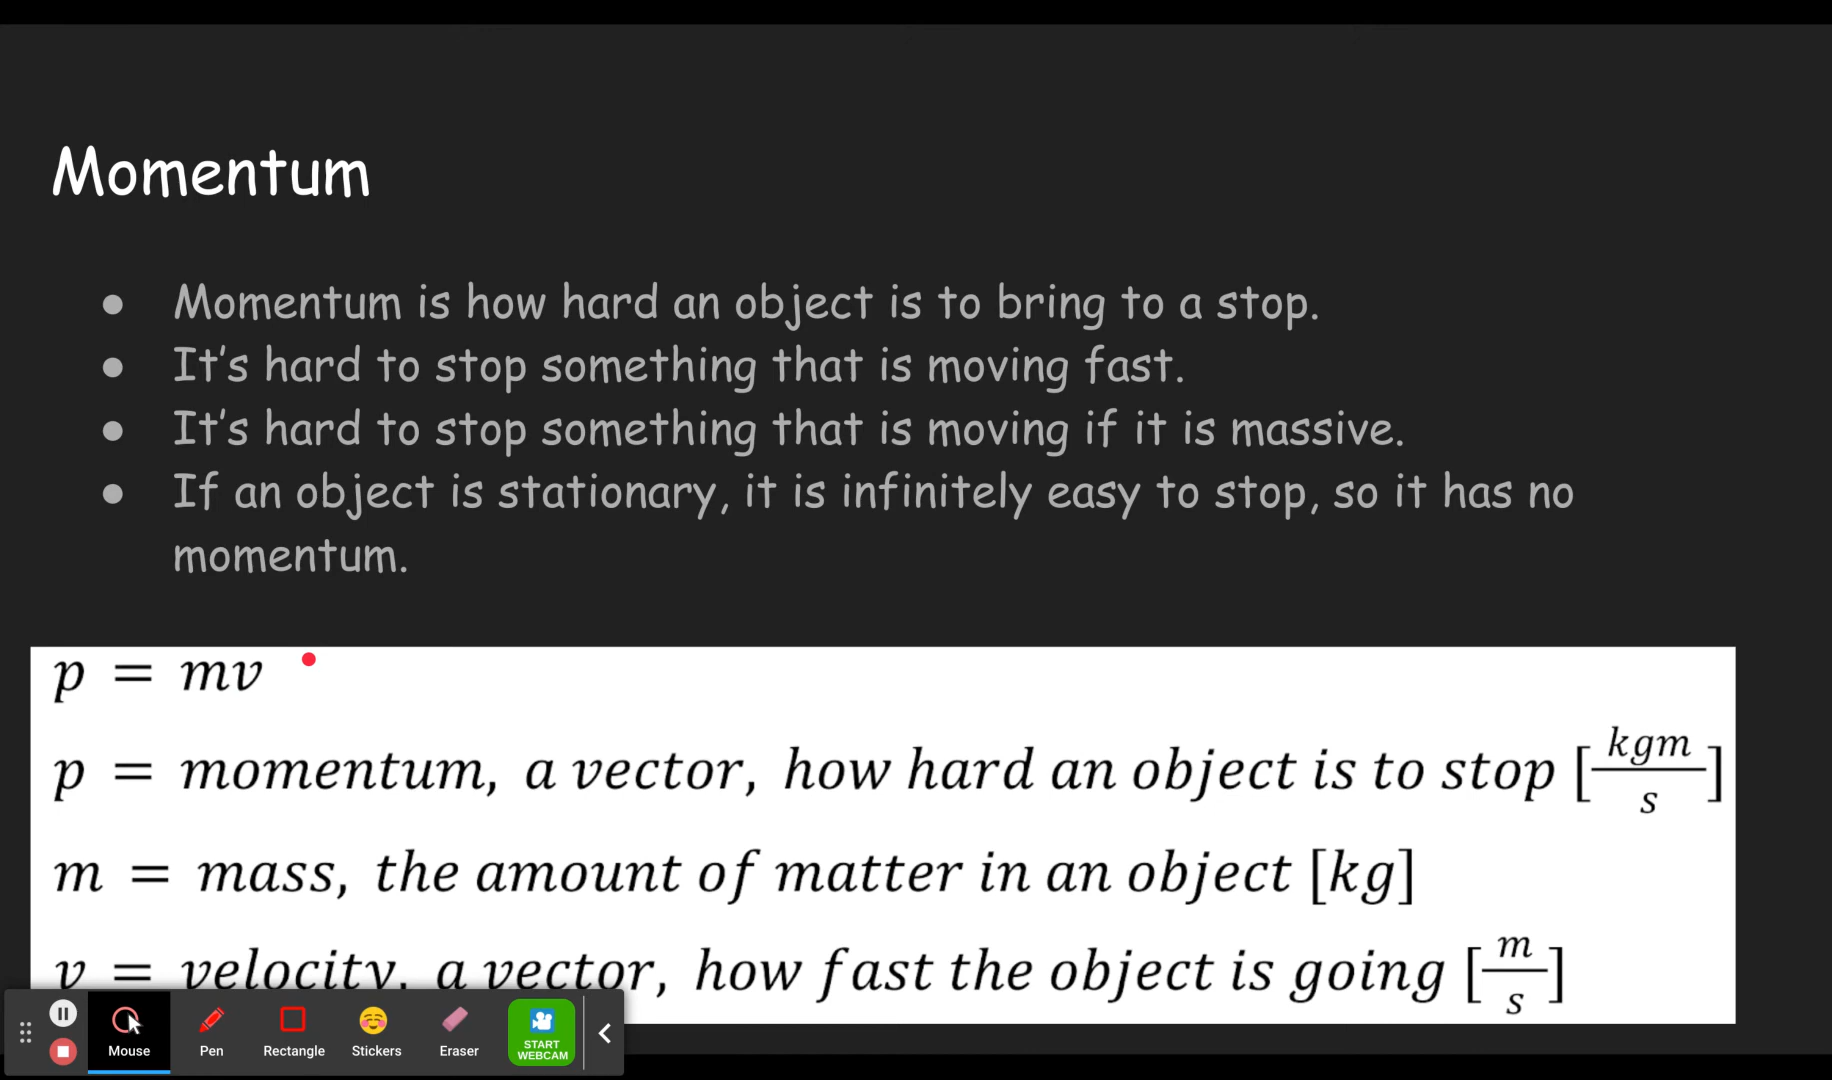 Momentum
● Momentum is how hard an object is to bring to a stop.
● It's hard to stop something that is moving fast.
● It's hard to stop something that is moving if it is massive.
● If an object is stationary, it is infinitely easy to stop, so it has no
momentum.
p = mv
p = momentum, a vector, how hard an object is to stop [kgm/s]
m = mass, the amount of matter in an object [kg]
v = velocity, a vector, how fast the object is going [m/s]
Mouse Pen Rectangle Stickers Eraser START
WEBCAM